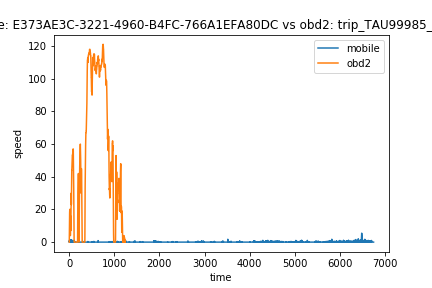 e: E373AE3C-3221-4960-B4FC-766A1EFA80DC vs obd2: trip_TAU99985_
mobile
obd2
120
100
80
60
40
20
0
speed
0 1000 2000 3000 4000 5000 6000 7000
time